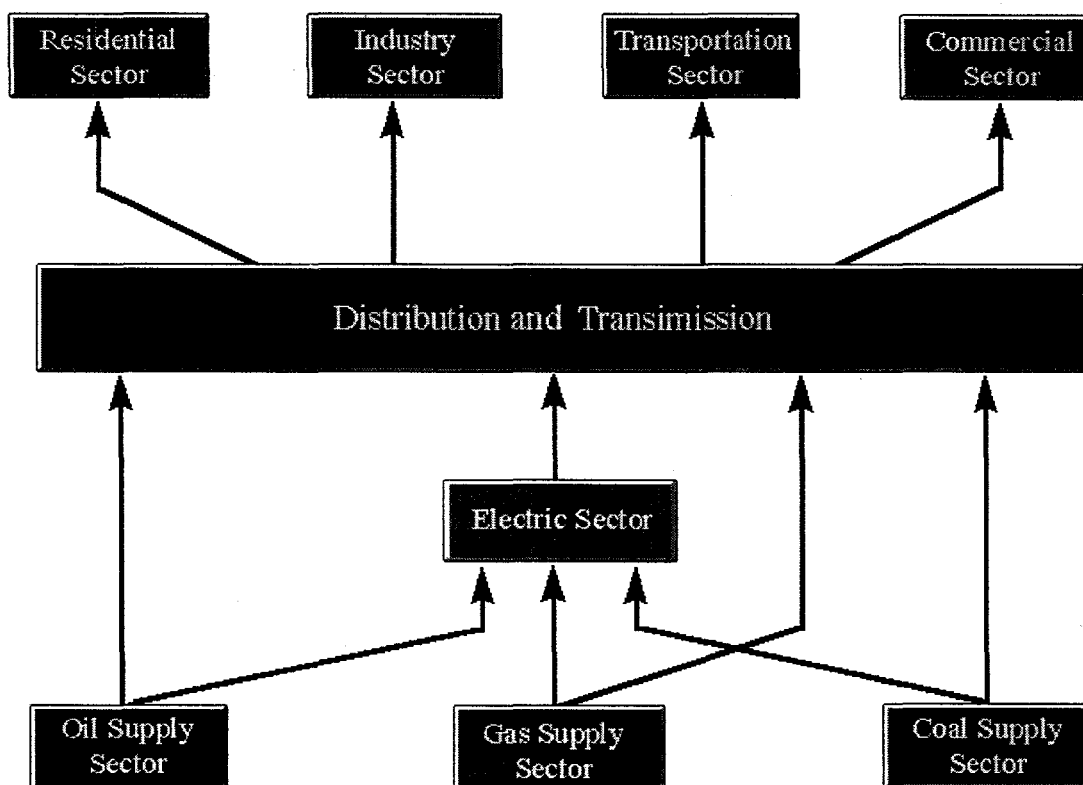 Residential
Sector
Industry
Sector
Transportation
Sector
Commercial
Sector
Distribution and Transimission
Electric Sector
Oil Supply
Sector
Gas Supply
Sector
Coal Supply
Sector